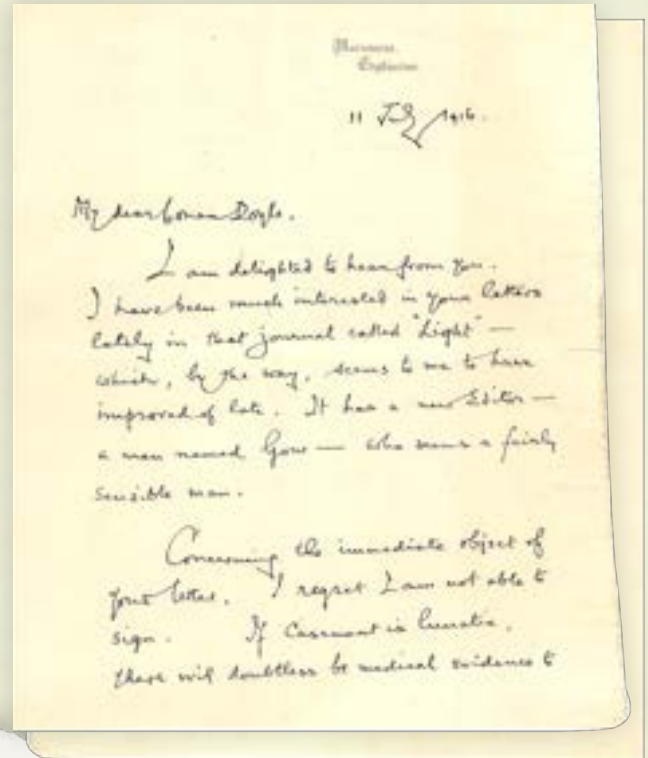 11 July 1916.
My dear Conan Doyle.
I am delighted to hear from you.
I have been much interested in your letters
lately in that journal called "Light" —
which, by the way, seems to me to have
improved of late. It has a new Editor —
a man named Gow — who seems a fairly
sensible man.
Concerning the immediate object of
your letter, I regret I am not able to
sign. If Casement is lunatic,
there will doubtless be medical evidence to